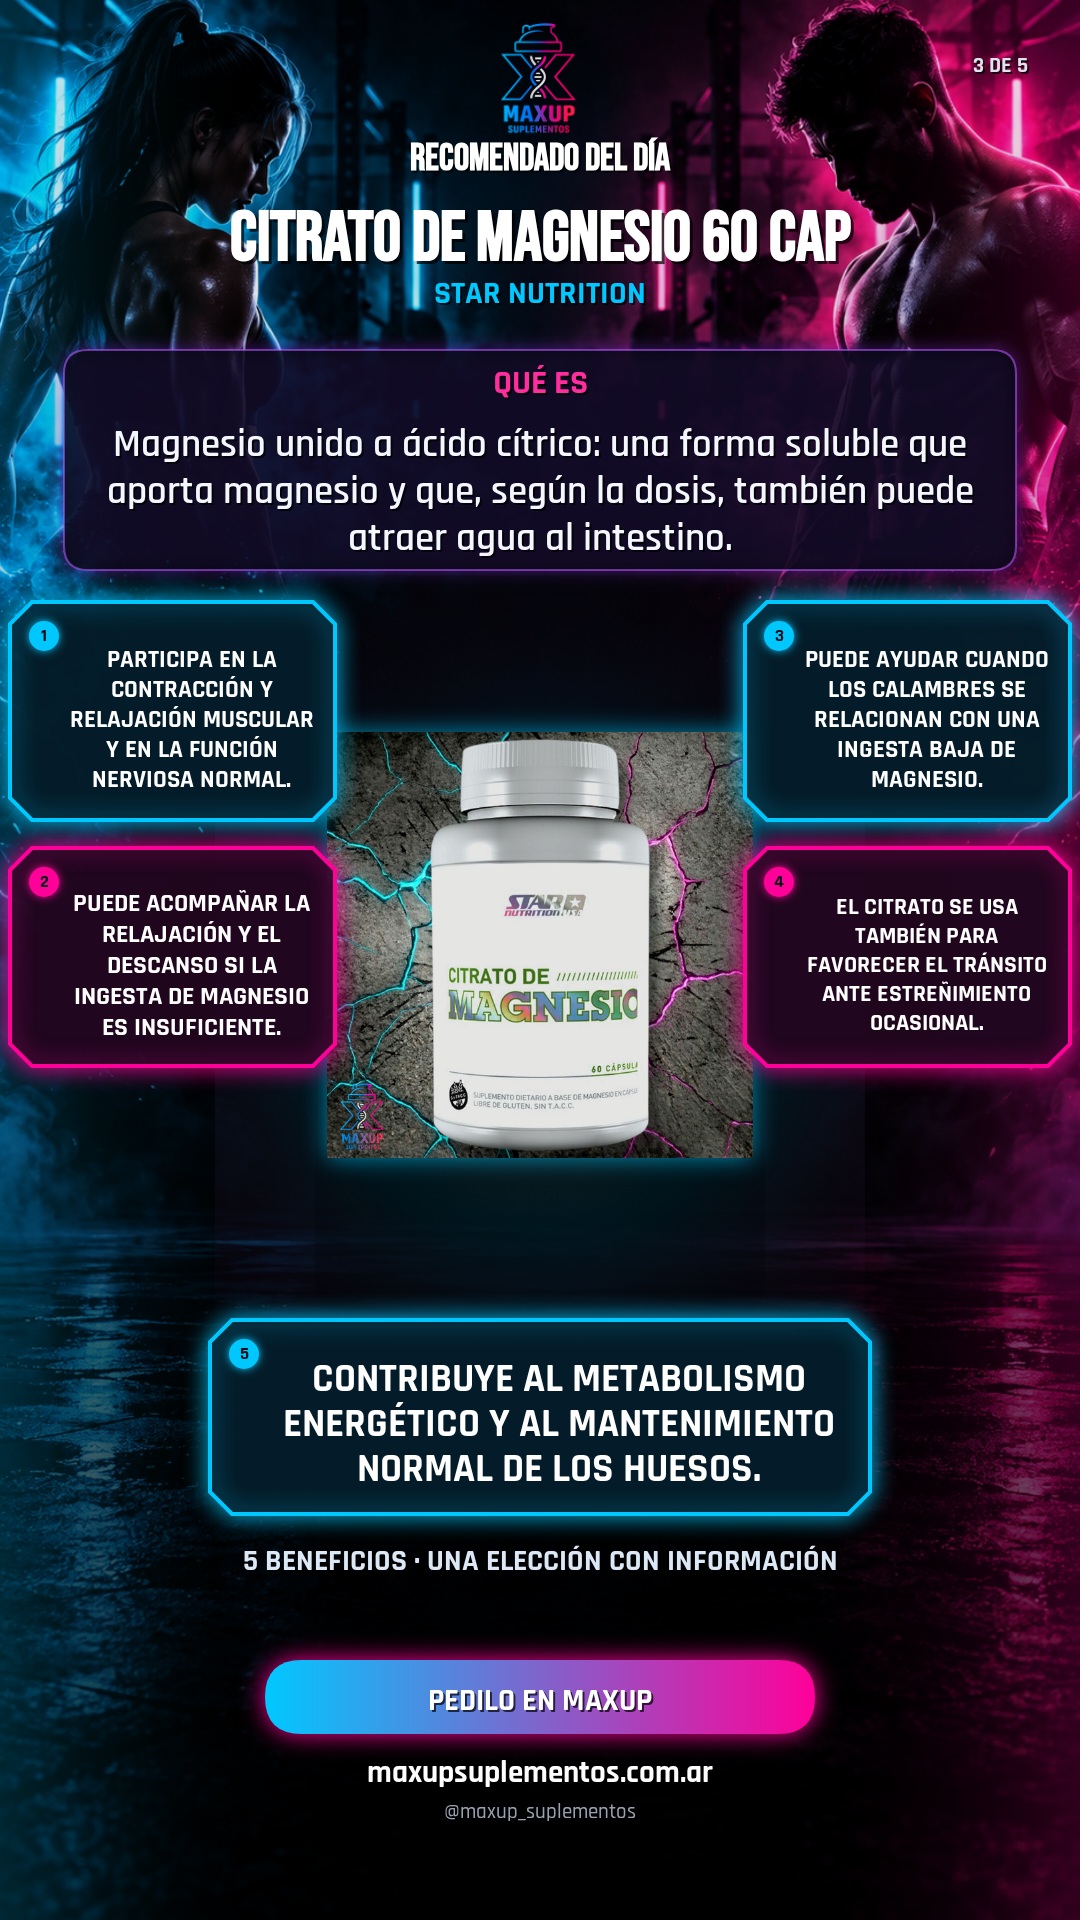 3 DE 5
MAXUP
SUPLEMENTOS
RECOMENDADO DEL DÍA
CITRATO DE MAGNESIO 60 CAP
STAR NUTRITION
QUÉ ES
Magnesio unido a ácido cítrico: una forma soluble que
aporta magnesio y que, según la dosis, también puede
atraer agua al intestino.
1
PARTICIPA EN LA
CONTRACCIÓN Y
RELAJACIÓN MUSCULAR
Y EN LA FUNCIÓN
NERVIOSA NORMAL.
2
PUEDE ACOMPAÑAR LA
RELAJACIÓN Y EL
DESCANSO SI LA
INGESTA DE MAGNESIO
ES INSUFICIENTE.
3
PUEDE AYUDAR CUANDO
LOS CALAMBRES SE
RELACIONAN CON UNA
INGESTA BAJA DE
MAGNESIO.
4
EL CITRATO SE USA
TAMBIÉN PARA
FAVORECER EL TRÁNSITO
ANTE ESTREÑIMIENTO
OCASIONAL.
STAR
NUTRITION
CITRATO DE
MAGNESIO
60 CÁPSULA
SUPLEMENTO DIETARIO A BASE DE MAGNESIO EN CÁPSU
LIBRE DE GLUTEN. SIN T.A.C.C.
MAXUP
5
CONTRIBUYE AL METABOLISMO
ENERGÉTICO Y AL MANTENIMIENTO
NORMAL DE LOS HUESOS.
5 BENEFICIOS · UNA ELECCIÓN CON INFORMACIÓN
PEDILO EN MAXUP
maxupsuplementos.com.ar
@maxup_suplementos